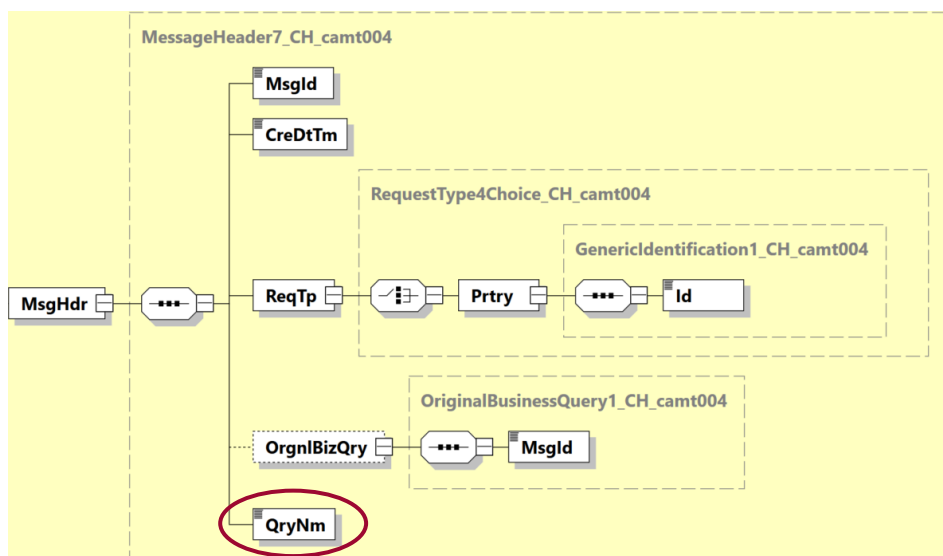 MessageHeader7_CH_camt004
MsgId
CreDtTm
RequestType4Choice_CH_camt004
GenericIdentification1_CH_camt004
MsgHdr
ReqTp
Prtry
Id
OriginalBusinessQuery1_CH_camt004
OrgnlBizQry
MsgId
QryNm